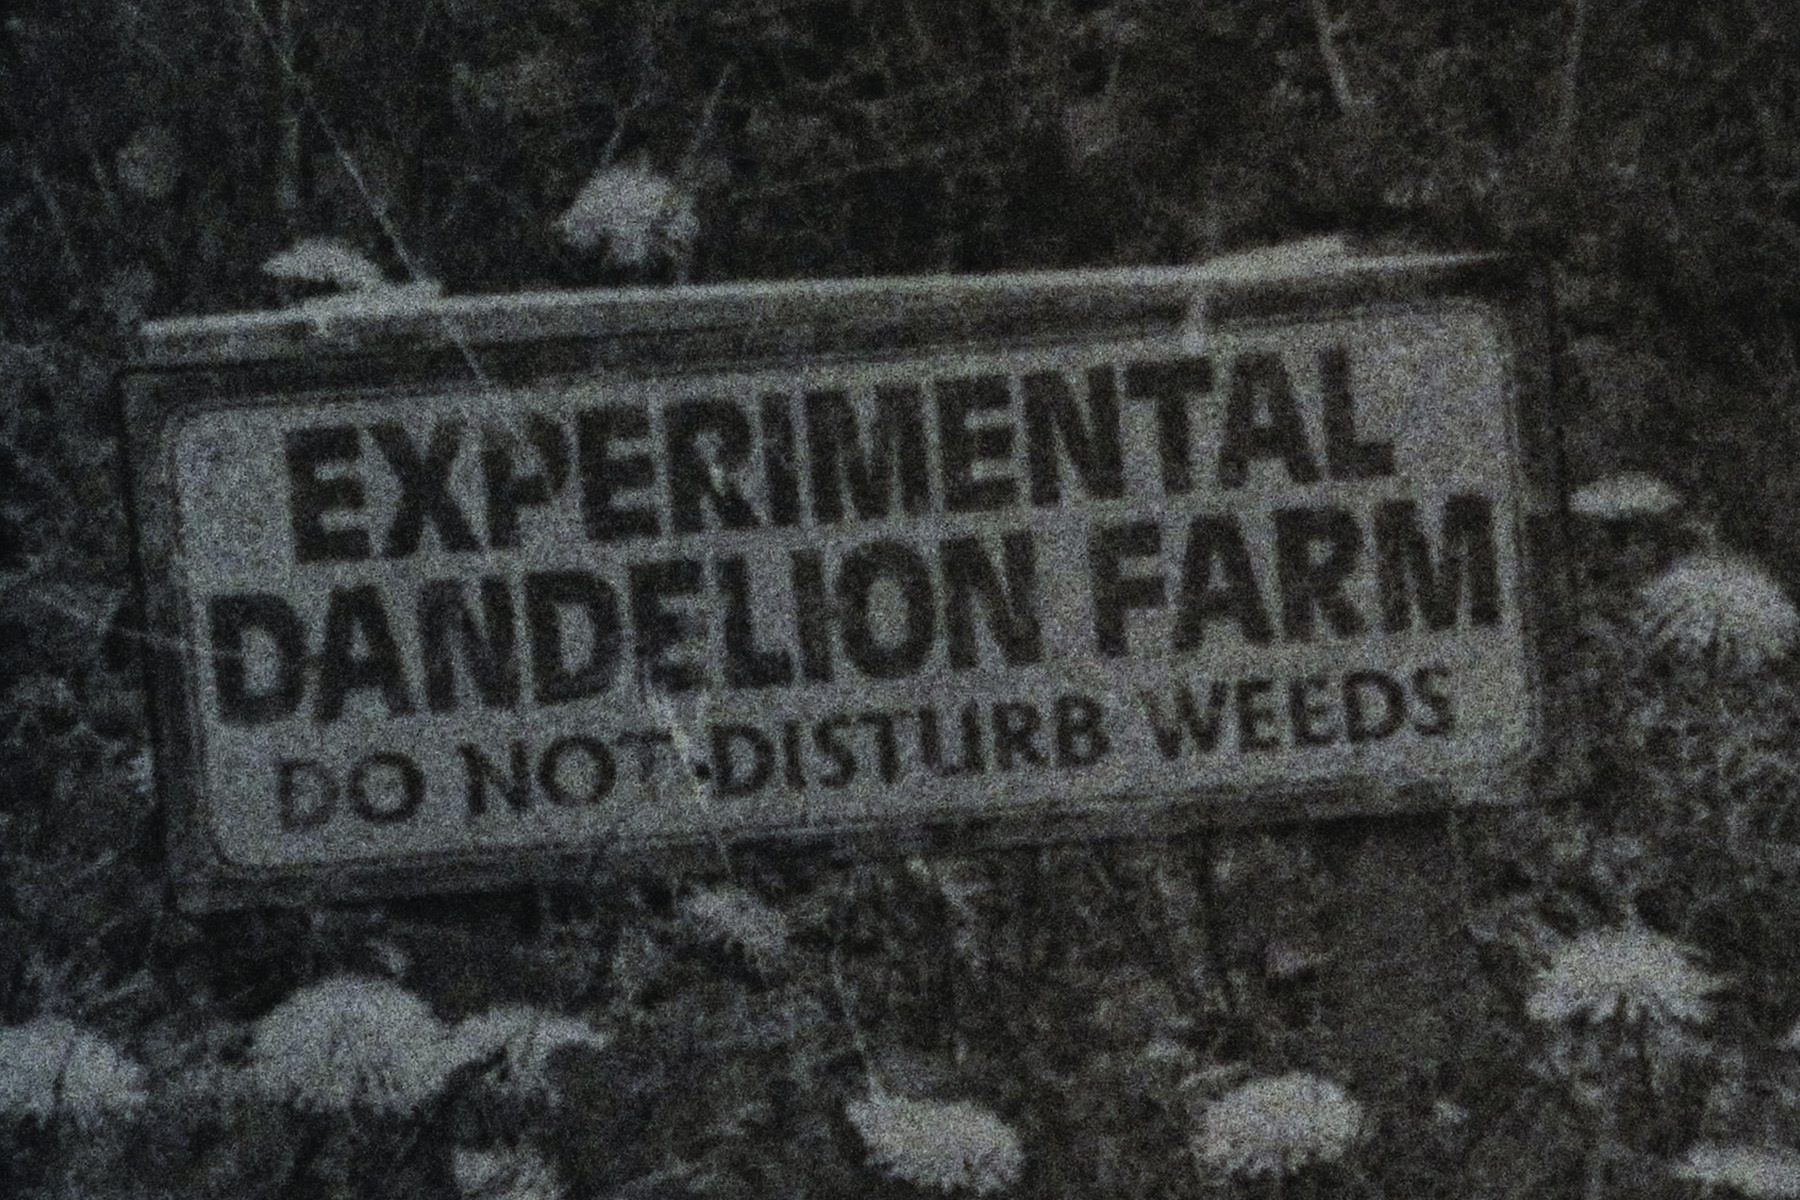 EXPERIMENTAL
DANDELION FARM
DO NOT DISTURB WEEDS